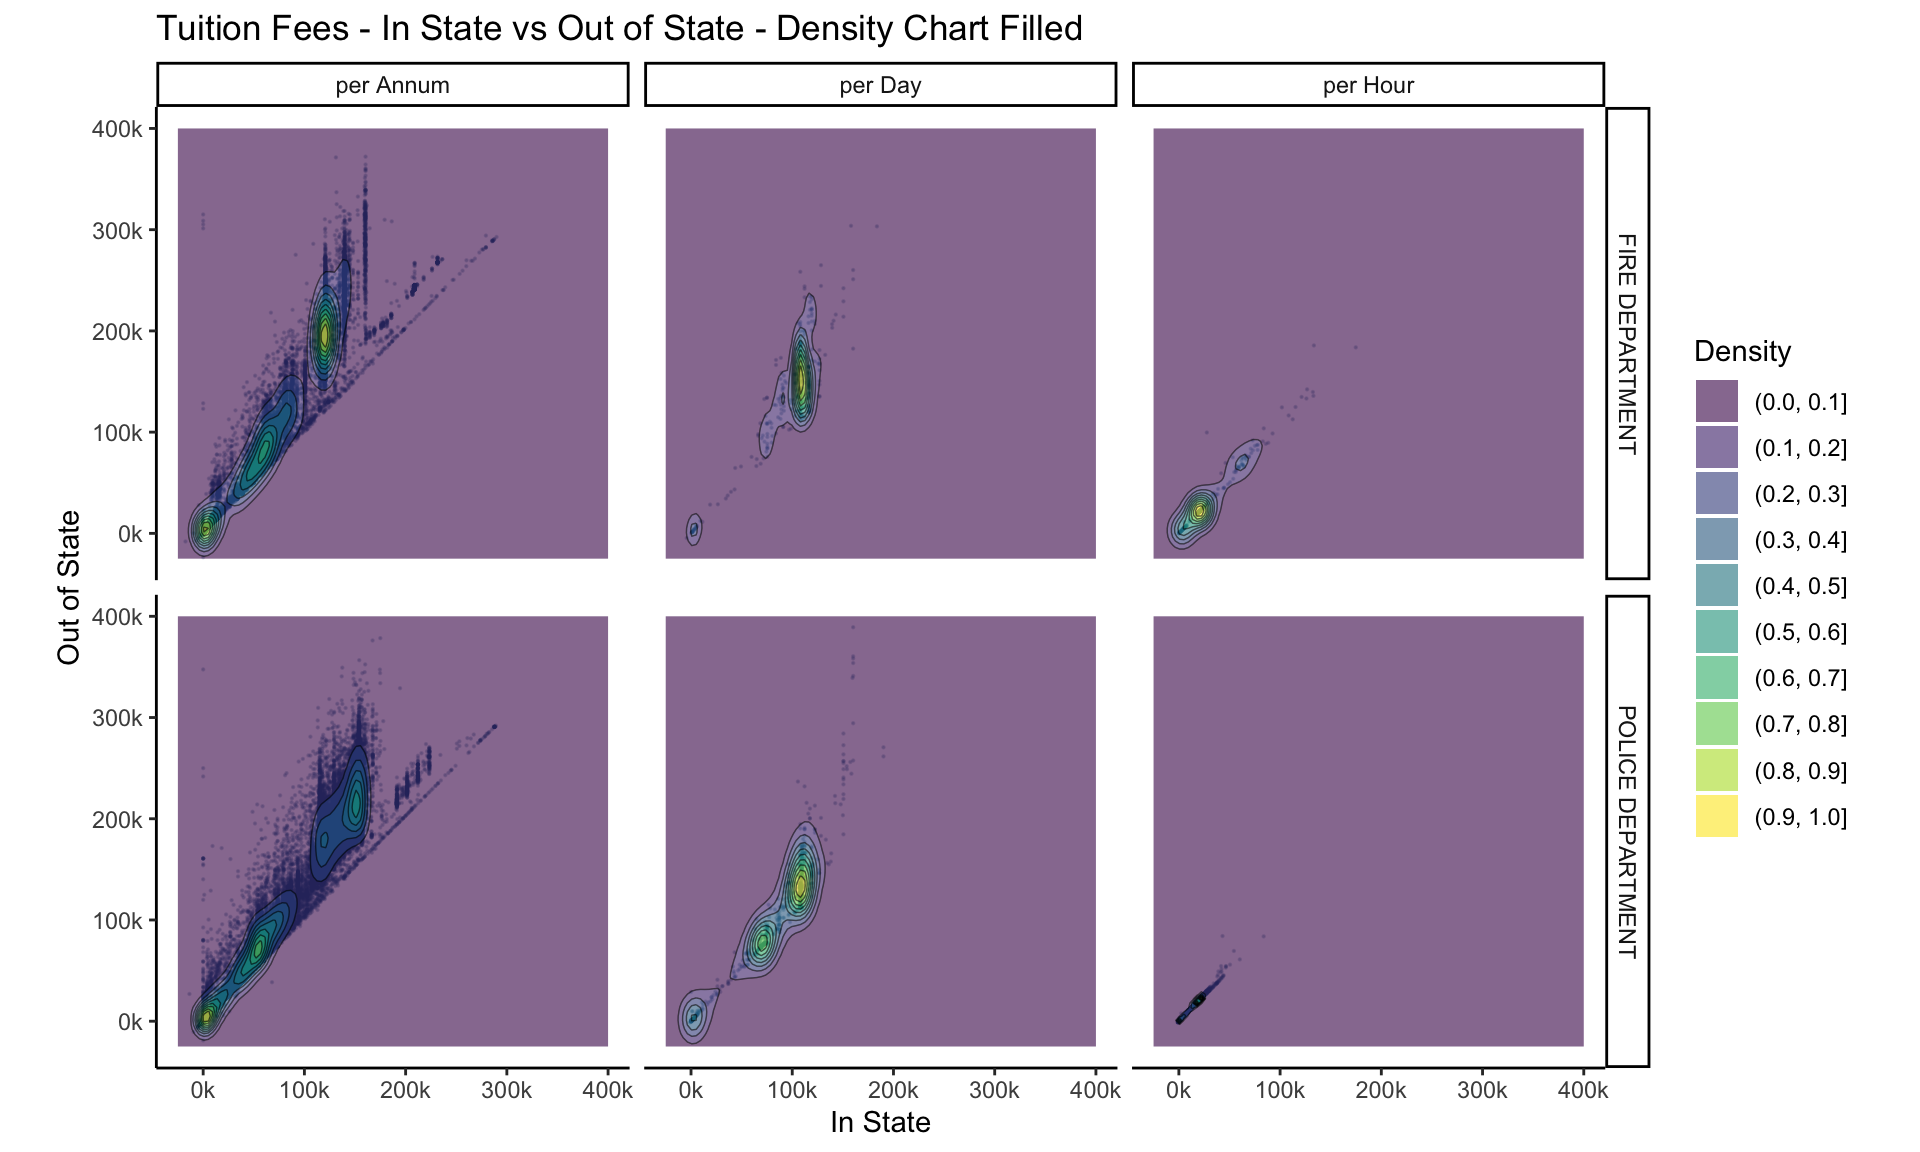 Tuition Fees - In State vs Out of State - Density Chart Filled
per Annum
per Day
per Hour
400k
300k
200k
100k
0k
FIRE DEPARTMENT
400k
300k
200k
100k
0k
POLICE DEPARTMENT
Out of State
0k 100k 200k 300k 400k
0k 100k 200k 300k 400k
0k 100k 200k 300k 400k
In State
Density
(0.0, 0.1]
(0.1, 0.2]
(0.2, 0.3]
(0.3, 0.4]
(0.4, 0.5]
(0.5, 0.6]
(0.6, 0.7]
(0.7, 0.8]
(0.8, 0.9]
(0.9, 1.0]